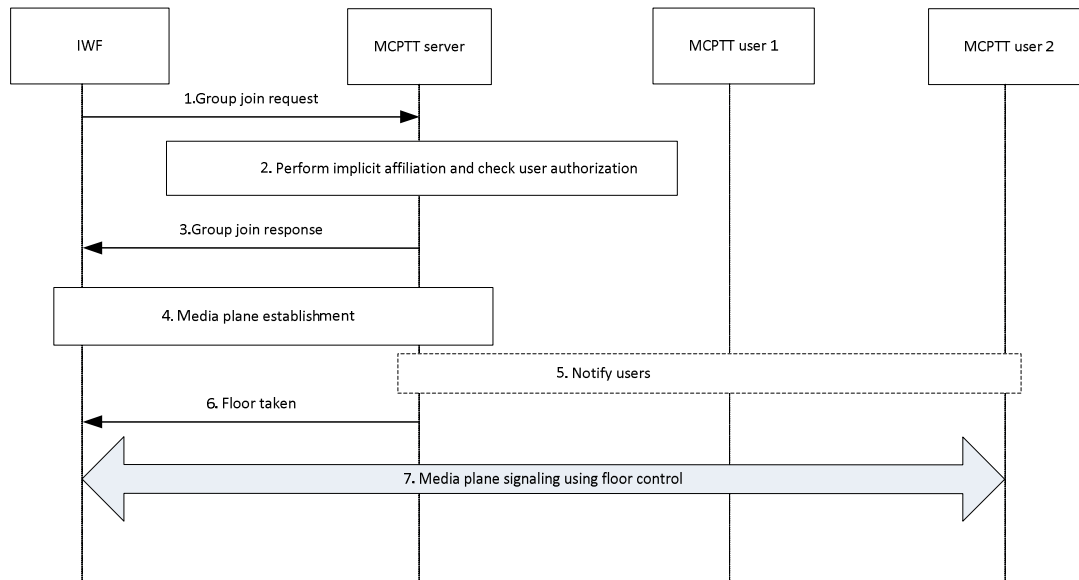 IWF
MCPTT server
MCPTT user 1
MCPTT user 2
1.Group join request
2. Perform implicit affiliation and check user authorization
3.Group join response
4. Media plane establishment
5. Notify users
6. Floor taken
7. Media plane signaling using floor control